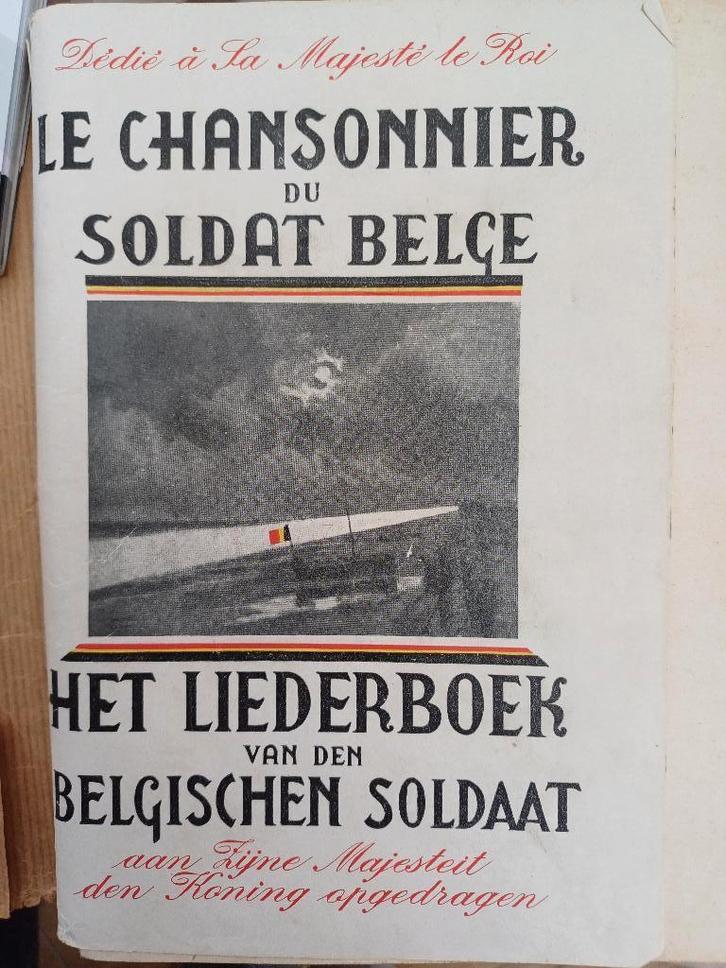 Dédié à Sa Majesté le Roi
LE CHANSONNIER
DU
SOLDAT BELGE
HET LIEDERBOEK
VAN DEN
BELGISCHEN SOLDAAT
aan Zijne Majesteit
den Koning opgedragen